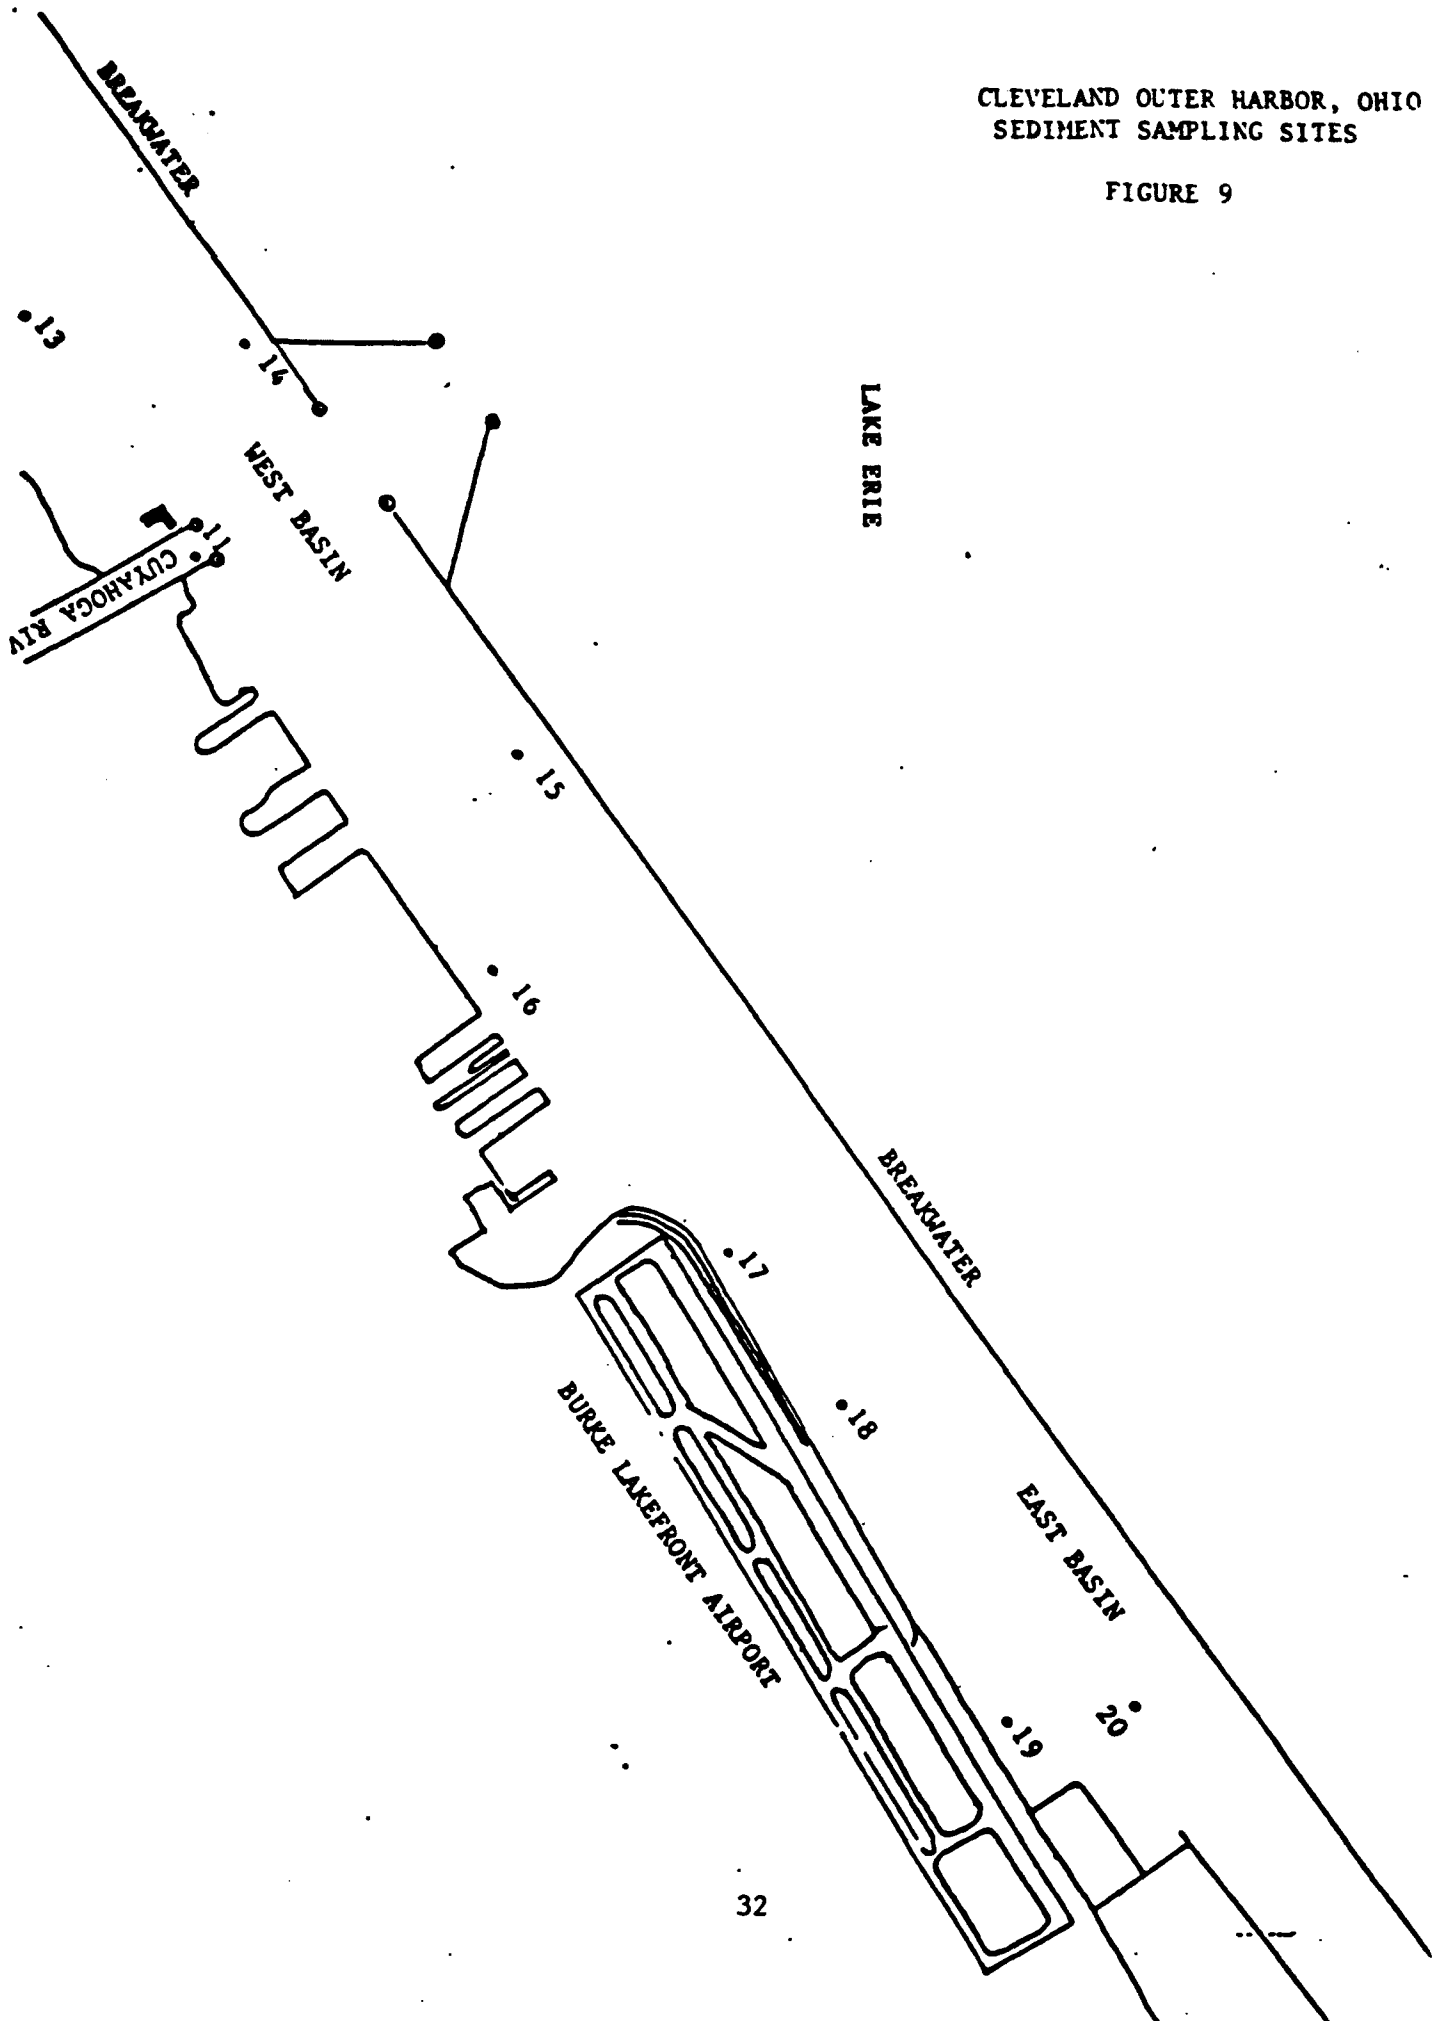 CLEVELAND OUTER HARBOR, OHIO
SEDIMENT SAMPLING SITES
FIGURE 9
BREAKWATER
13
14
LAKE ERIE
WEST BASIN
11
CUYAHOGA RIV
15
16
BREAKWATER
17
18
BURKE LAKEFRONT AIRPORT
EAST BASIN
19
20
32